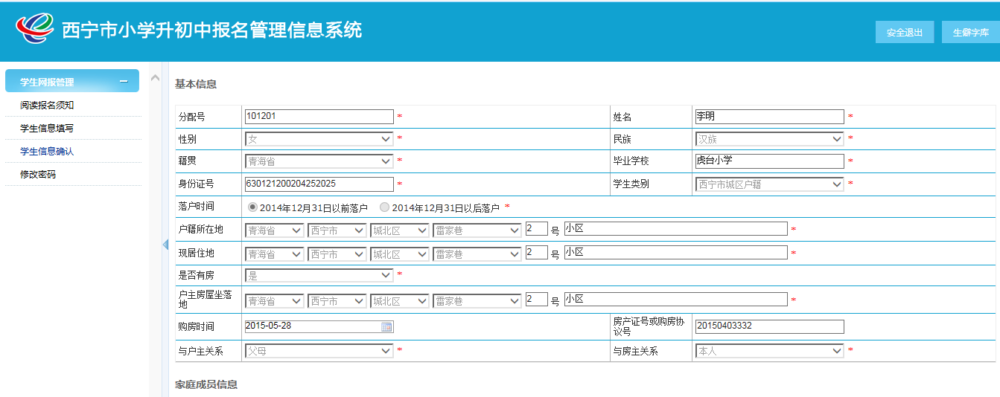 西宁市小学升初中报名管理信息系统
安全退出 生僻字库
学生网报管理
阅读报名须知
学生信息填写
学生信息确认
修改密码
基本信息
分配号 101201 * 姓名 李明 *
性别 女 * 民族 汉族 *
籍贯 青海省 * 毕业学校 虎台小学 *
身份证号 630121200204252025 * 学生类别 西宁市城区户籍 *
落户时间 2014年12月31日以前落户 2014年12月31日以后落户 *
户籍所在地 青海省 西宁市 城北区 雷家巷 2 号 小区 *
现居住地 青海省 西宁市 城北区 雷家巷 2 号 小区 *
是否有房 是 *
户主房屋坐落
地 青海省 西宁市 城北区 雷家巷 2 号 小区 *
购房时间 2015-05-28 房产证号或购房协
议号 20150403332
与户主关系 父母 * 与房主关系 本人 *
家庭成员信息